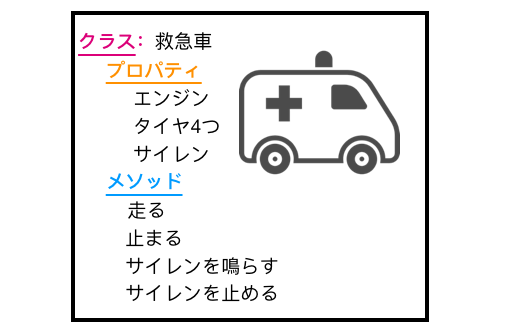 クラス: 救急車
プロパティ
エンジン
タイヤ4つ
サイレン
メソッド
走る
止まる
サイレンを鳴らす
サイレンを止める